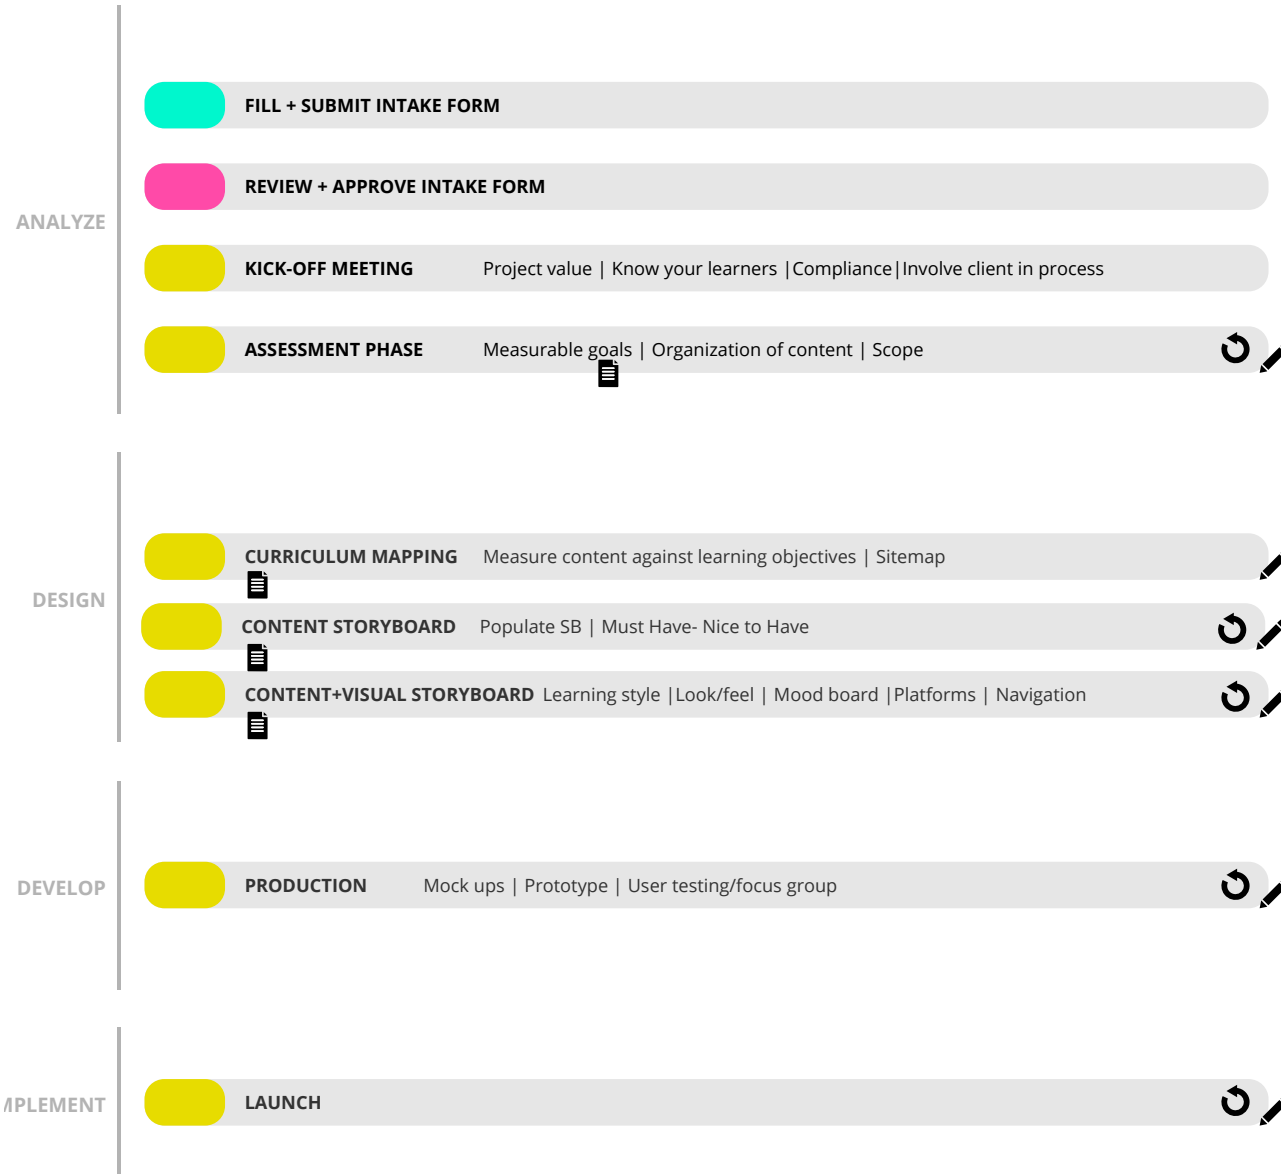 FILL + SUBMIT INTAKE FORM
REVIEW + APPROVE INTAKE FORM
ANALYZE
KICK-OFF MEETING Project value | Know your learners |Compliance|Involve client in process
ASSESSMENT PHASE Measurable goals | Organization of content | Scope
CURRICULUM MAPPING Measure content against learning objectives | Sitemap
DESIGN
CONTENT STORYBOARD Populate SB | Must Have- Nice to Have
CONTENT+VISUAL STORYBOARD Learning style |Look/feel | Mood board |Platforms | Navigation
DEVELOP
PRODUCTION Mock ups | Prototype | User testing/focus group
MPLEMENT
LAUNCH